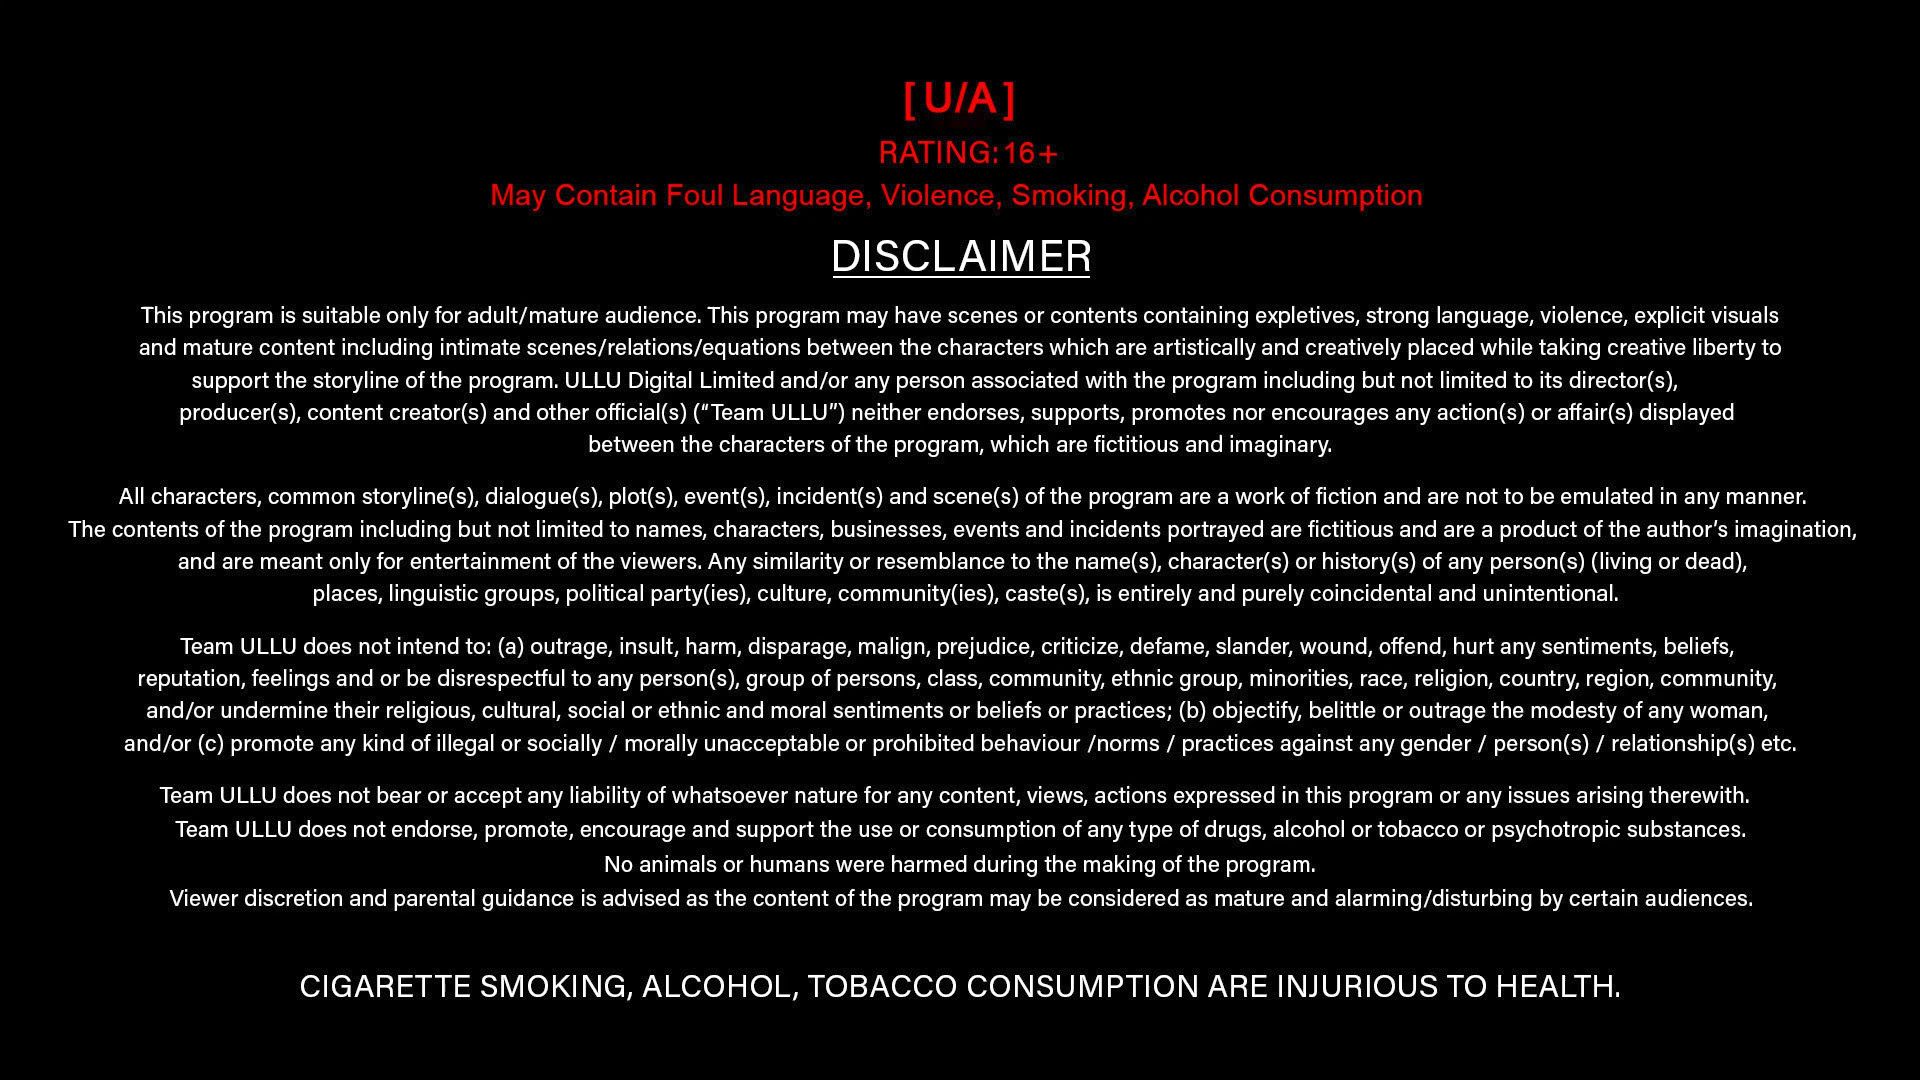 [U/A]
RATING: 16+
May Contain Foul Language, Violence, Smoking, Alcohol Consumption
DISCLAIMER
This program is suitable only for adult/mature audience. This program may have scenes or contents containing expletives, strong language, violence, explicit visuals
and mature content including intimate scenes/relations/equations between the characters which are artistically and creatively placed while taking creative liberty to
support the storyline of the program. ULLU Digital Limited and/or any person associated with the program including but not limited to its director(s),
producer(s), content creator(s) and other official(s) (“Team ULLU”) neither endorses, supports, promotes nor encourages any action(s) or affair(s) displayed
between the characters of the program, which are fictitious and imaginary.
All characters, common storyline(s), dialogue(s), plot(s), event(s), incident(s) and scene(s) of the program are a work of fiction and are not to be emulated in any manner.
The contents of the program including but not limited to names, characters, businesses, events and incidents portrayed are fictitious and are a product of the author’s imagination,
and are meant only for entertainment of the viewers. Any similarity or resemblance to the name(s), character(s) or history(s) of any person(s) (living or dead),
places, linguistic groups, political party(ies), culture, community(ies), caste(s), is entirely and purely coincidental and unintentional.
Team ULLU does not intend to: (a) outrage, insult, harm, disparage, malign, prejudice, criticize, defame, slander, wound, offend, hurt any sentiments, beliefs,
reputation, feelings and or be disrespectful to any person(s), group of persons, class, community, ethnic group, minorities, race, religion, country, region, community,
and/or undermine their religious, cultural, social or ethnic and moral sentiments or beliefs or practices; (b) objectify, belittle or outrage the modesty of any woman,
and/or (c) promote any kind of illegal or socially / morally unacceptable or prohibited behaviour /norms / practices against any gender / person(s) / relationship(s) etc.
Team ULLU does not bear or accept any liability of whatsoever nature for any content, views, actions expressed in this program or any issues arising therewith.
Team ULLU does not endorse, promote, encourage and support the use or consumption of any type of drugs, alcohol or tobacco or psychotropic substances.
No animals or humans were harmed during the making of the program.
Viewer discretion and parental guidance is advised as the content of the program may be considered as mature and alarming/disturbing by certain audiences.
CIGARETTE SMOKING, ALCOHOL, TOBACCO CONSUMPTION ARE INJURIOUS TO HEALTH.